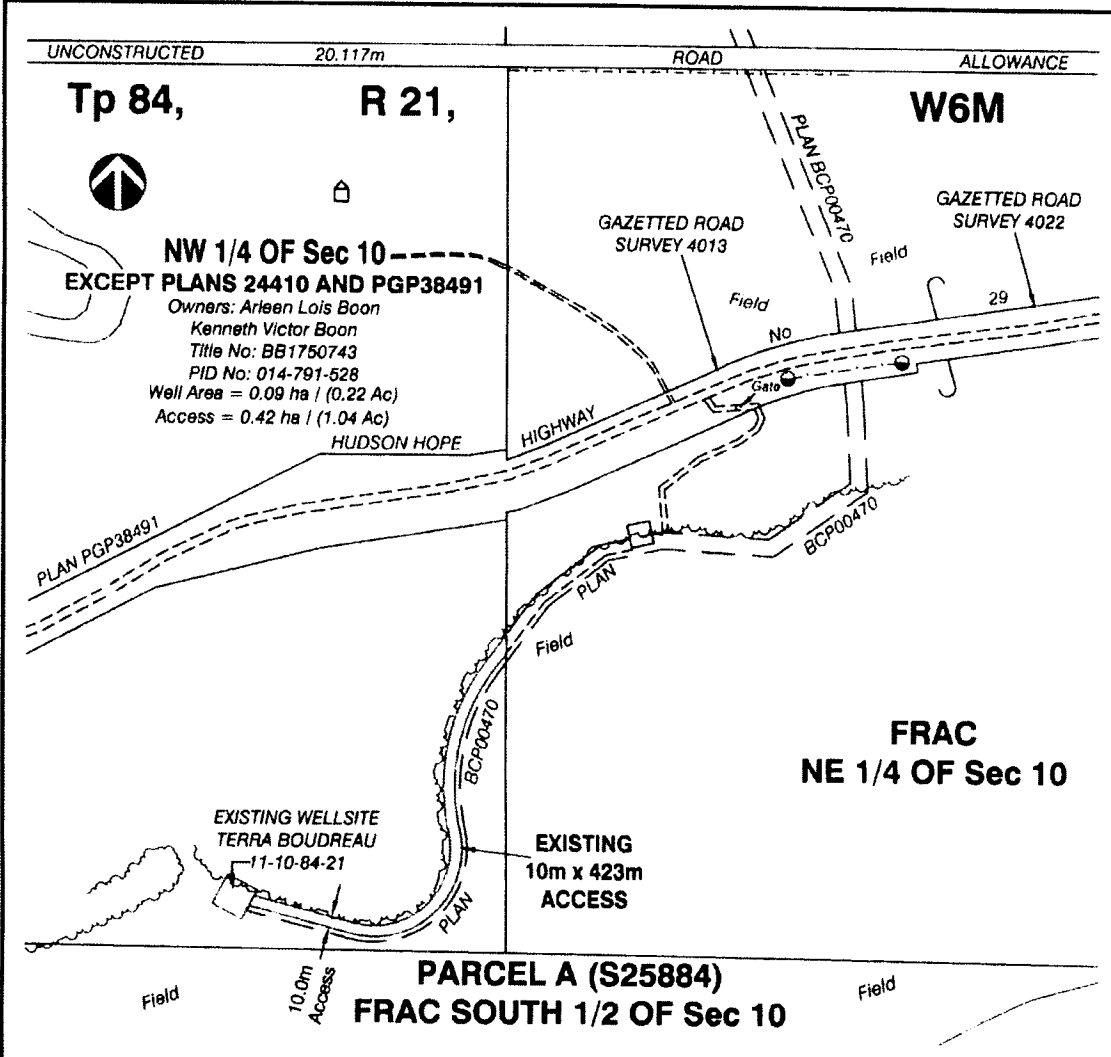 UNCONSTRUCTED 20.117m ROAD ALLOWANCE
Tp 84, R 21, W6M
PLAN BCP00470
GAZETTED ROAD
SURVEY 4013
GAZETTED ROAD
SURVEY 4022
NW 1/4 OF Sec 10
EXCEPT PLANS 24410 AND PGP38491
Owners: Arleen Lois Boon
Kenneth Victor Boon
Title No: BB1750743
PID No: 014-791-528
Well Area = 0.09 ha / (0.22 Ac)
Access = 0.42 ha / (1.04 Ac)
Field
Field
HUDSON HOPE HIGHWAY No 29
Gate
PLAN PGP38491
PLAN BCP00470
Field
BCP00470
PLAN
FRAC
NE 1/4 OF Sec 10
EXISTING WELLSITE
TERRA BOUDREAU
11-10-84-21
EXISTING
10m x 423m
ACCESS
10.0m
Access
Field
PARCEL A (S25884)
FRAC SOUTH 1/2 OF Sec 10
Field